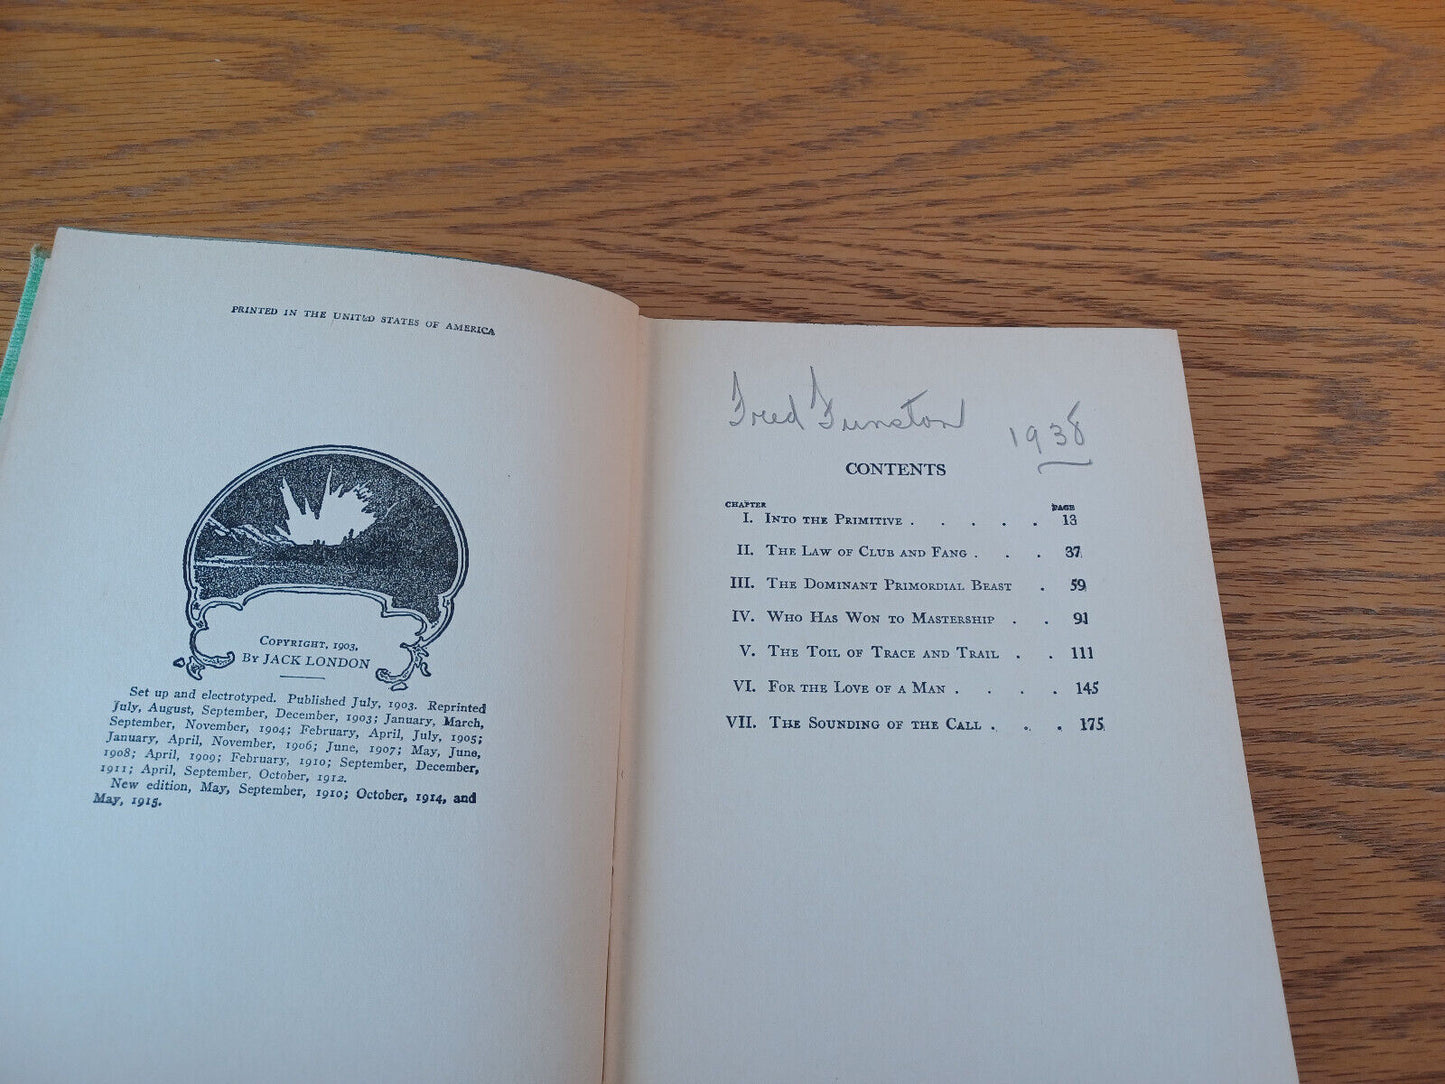 PRINTED IN THE UNITED STATES OF AMERICA
COPYRIGHT, 1903,
BY JACK LONDON
Set up and electrotyped. Published July, 1903. Reprinted
July, August, September, December, 1903; January, March,
September, November, 1904; February, April, July, 1905;
January, April, November, 1906; June, 1907; May, June,
1908; April, 1909; February, 1910; September, December,
1911; April, September, October, 1912.
New edition, May, September, 1910; October, 1914, and
May, 1915.
Fred Funston 1938
CONTENTS
CHAPTER PAGE
I. INTO THE PRIMITIVE . . . . . 13
II. THE LAW OF CLUB AND FANG . . . 37
III. THE DOMINANT PRIMORDIAL BEAST . 59
IV. WHO HAS WON TO MASTERSHIP . . 91
V. THE TOIL OF TRACE AND TRAIL . . 111
VI. FOR THE LOVE OF A MAN . . . . 145
VII. THE SOUNDING OF THE CALL . . . 175